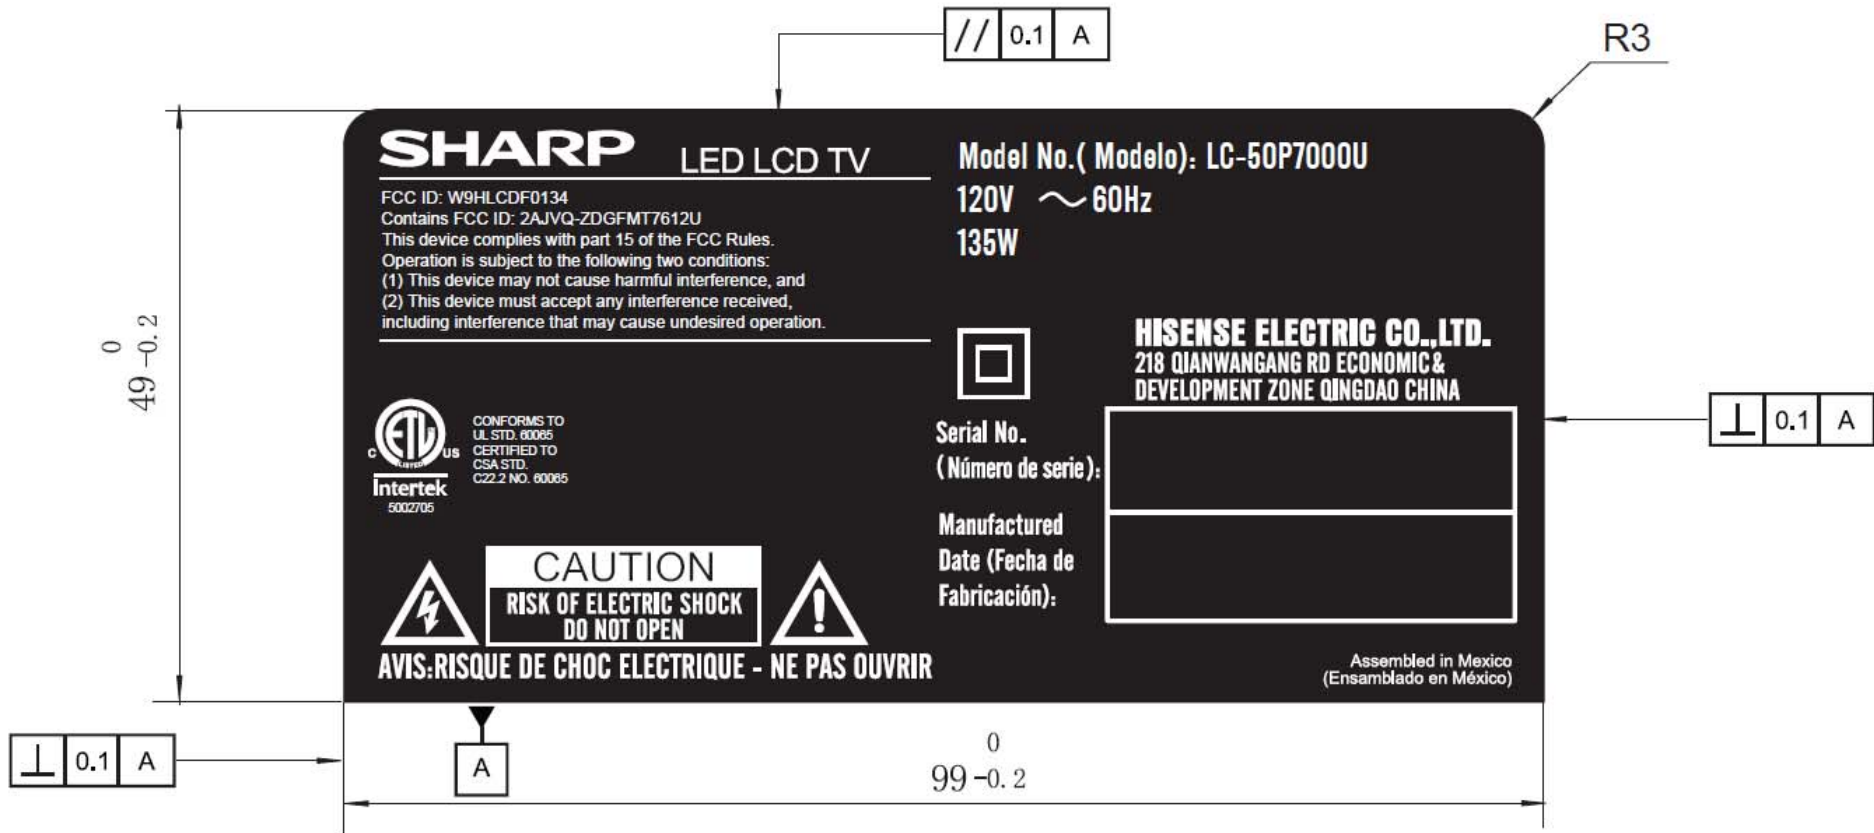 // 0.1 A
R3
SHARP LED LCD TV
FCC ID: W9HLCDF0134
Contains FCC ID: 2AJVQ-ZDGFMT7612U
This device complies with part 15 of the FCC Rules.
Operation is subject to the following two conditions:
(1) This device may not cause harmful interference, and
(2) This device must accept any interference received,
including interference that may cause undesired operation.
Model No.( Modelo): LC-50P7000U
120V ～ 60Hz
135W
HISENSE ELECTRIC CO.,LTD.
218 QIANWANGANG RD ECONOMIC&
DEVELOPMENT ZONE QINGDAO CHINA
0
49 -0.2
C ETL US
LISTED
Intertek
5002705
CONFORMS TO
UL STD. 60065
CERTIFIED TO
CSA STD.
C22.2 NO. 60065
Serial No.
(Número de serie):
Manufactured
Date (Fecha de
Fabricación):
⊥ 0.1 A
CAUTION
RISK OF ELECTRIC SHOCK
DO NOT OPEN
!
AVIS:RISQUE DE CHOC ELECTRIQUE - NE PAS OUVRIR
Assembled in Mexico
(Ensamblado en México)
⊥ 0.1 A
A
0
99 -0.2